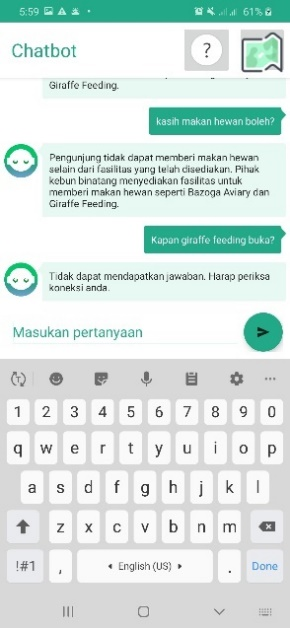 5:59
61%
Chatbot
?
Giraffe Feeding.
kasih makan hewan boleh?
Pengunjung tidak dapat memberi makan hewan
selain dari fasilitas yang telah disediakan. Pihak
kebun binatang menyediakan fasilitas untuk
memberi makan hewan seperti Bazoga Aviary dan
Giraffe Feeding.
Kapan giraffe feeding buka?
Tidak dapat mendapatkan jawaban. Harap periksa
koneksi anda.
Masukan pertanyaan
1 2 3 4 5 6 7 8 9 0
q w e r t y u i o p
a s d f g h j k l
z x c v b n m
!#1 , English (US) . Done